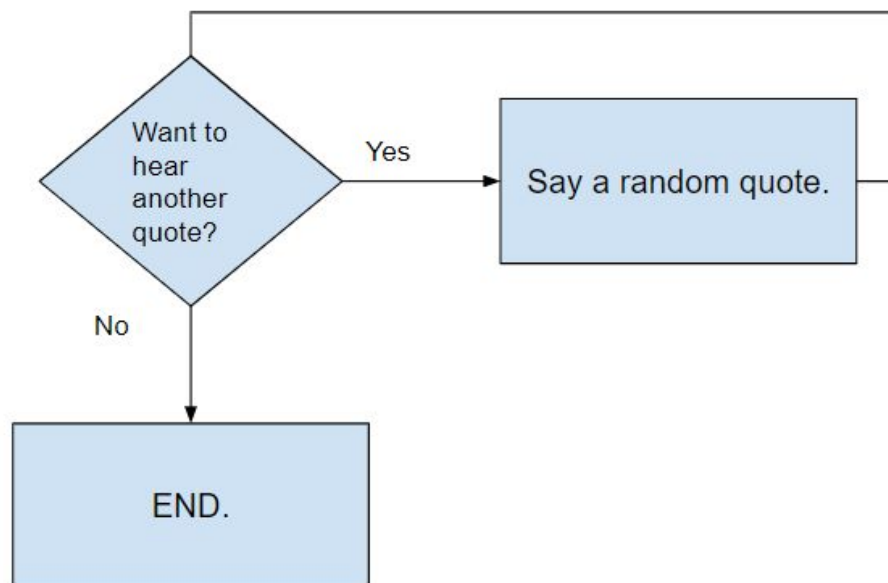 Want to
hear
another
quote?
Yes
Say a random quote.
No
END.